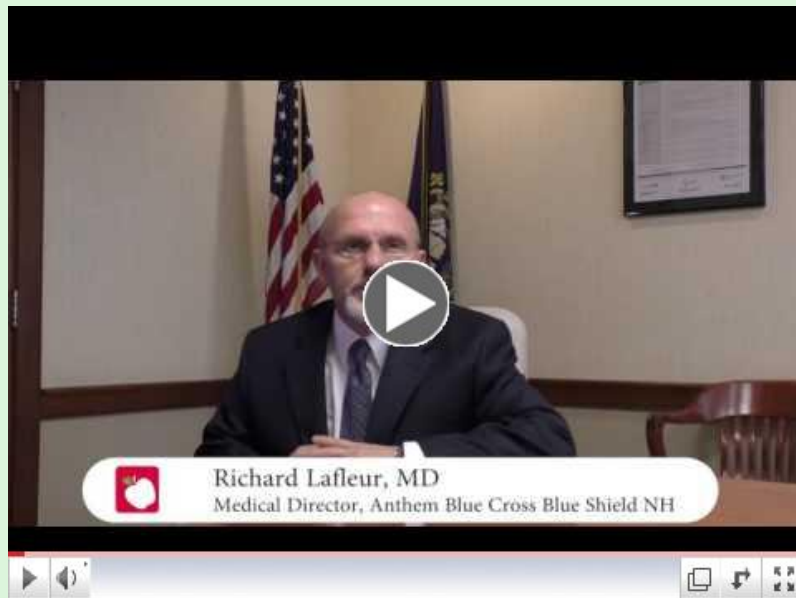 Richard Lafleur, MD
Medical Director, Anthem Blue Cross Blue Shield NH